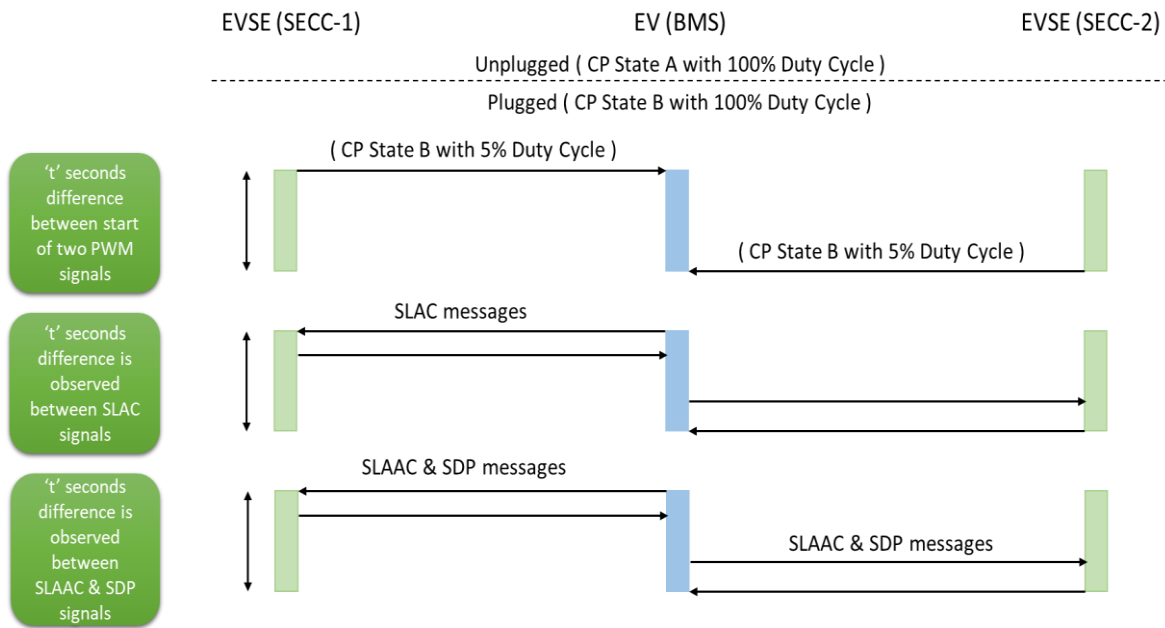 EVSE (SECC-1)
EV (BMS)
EVSE (SECC-2)
Unplugged ( CP State A with 100% Duty Cycle )
Plugged ( CP State B with 100% Duty Cycle )
‘t’ seconds
difference
between start
of two PWM
signals
( CP State B with 5% Duty Cycle )
( CP State B with 5% Duty Cycle )
‘t’ seconds
difference is
observed
between SLAC
signals
SLAC messages
‘t’ seconds
difference is
observed
between
SLAAC & SDP
signals
SLAAC & SDP messages
SLAAC & SDP messages